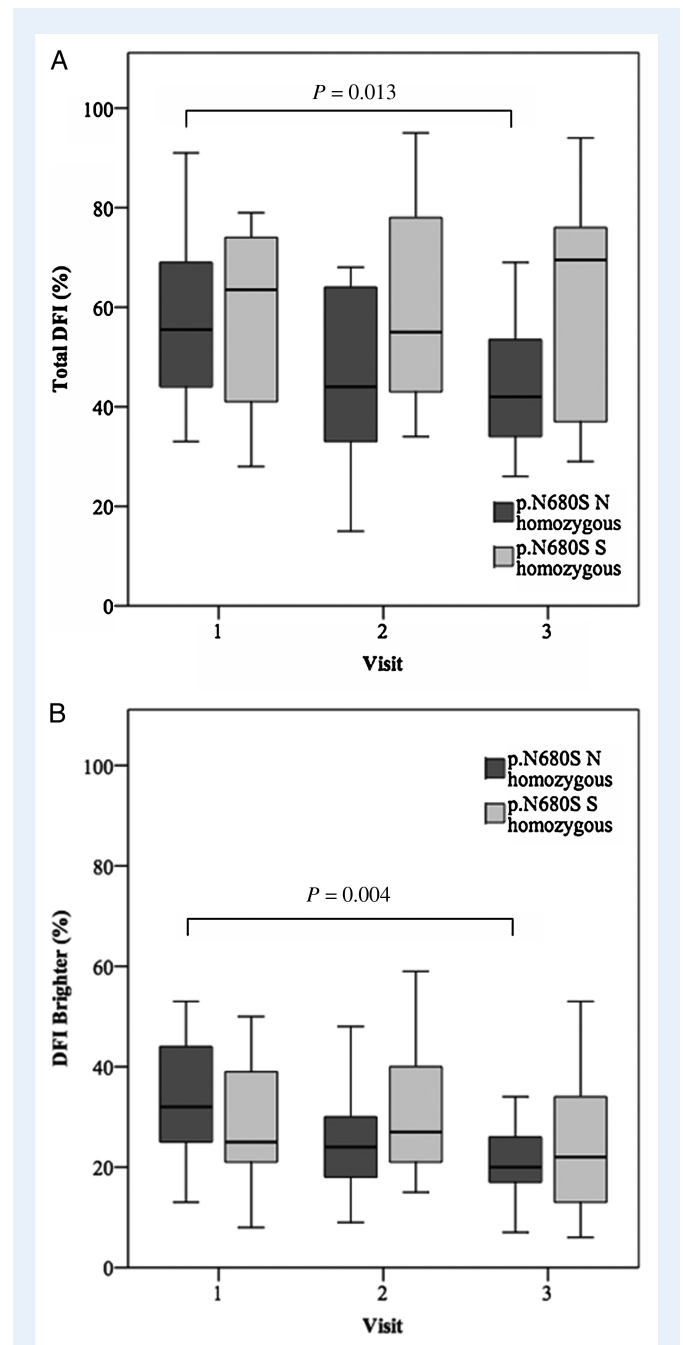 A
P = 0.013
100
80
60
40
20
0
Total DFI (%)
p.N680S N
homozygous
p.N680S S
homozygous
1
2
3
Visit
B
p.N680S N
homozygous
p.N680S S
homozygous
P = 0.004
100
80
60
40
20
0
DFI Brighter (%)
1
2
3
Visit